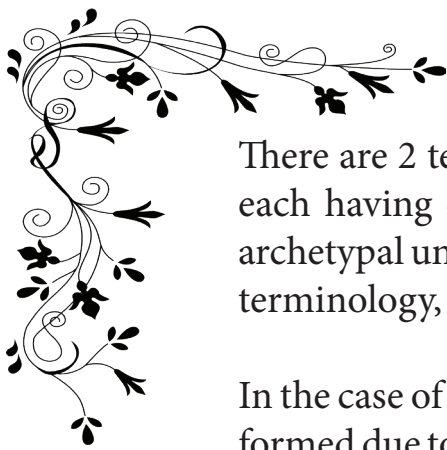 There are 2 te
each having
archetypal un
terminology,
In the case of
formed due to